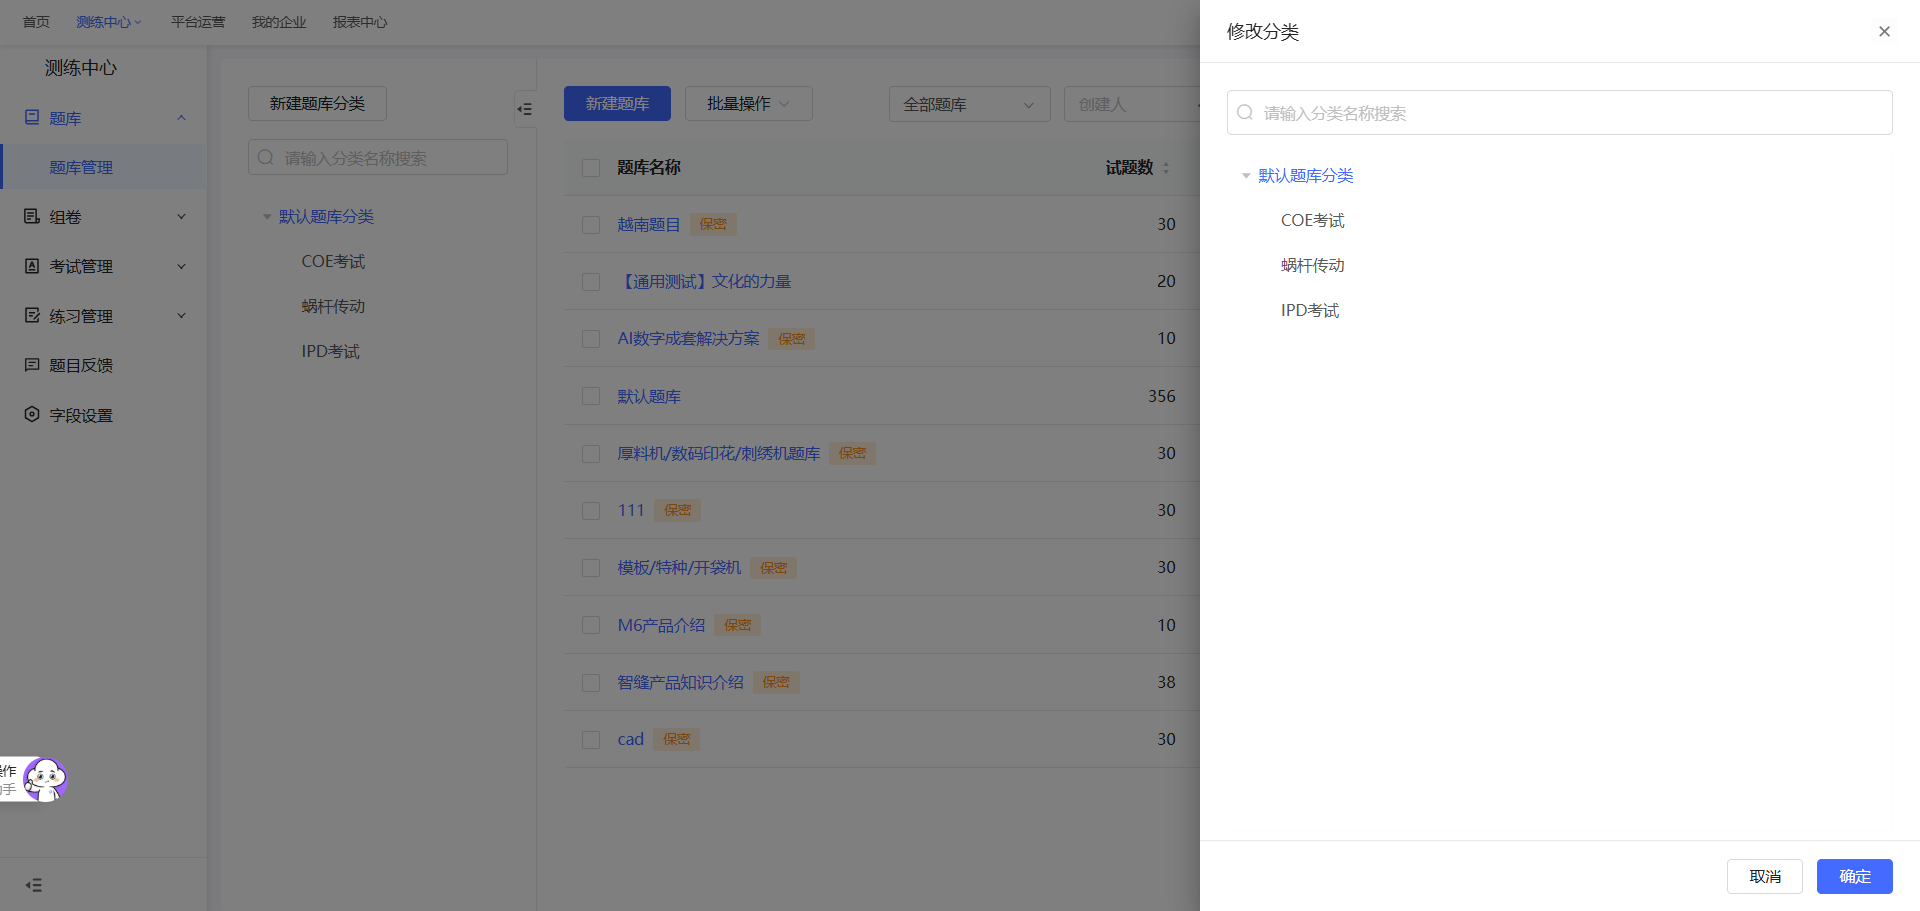 首页 测练中心 平台运营 我的企业 报表中心
测练中心
题库
题库管理
组卷
考试管理
练习管理
题目反馈
字段设置
操作
手
新建题库分类
请输入分类名称搜索
默认题库分类
COE考试
蜗杆传动
IPD考试
新建题库 批量操作 全部题库 创建人
题库名称 试题数
越南题目 保密 30
【通用测试】文化的力量 20
AI数字成套解决方案 保密 10
默认题库 356
厚料机/数码印花/刺绣机题库 保密 30
111 保密 30
模板/特种/开袋机 保密 30
M6产品介绍 保密 10
智缝产品知识介绍 保密 38
cad 保密 30
修改分类
请输入分类名称搜索
默认题库分类
COE考试
蜗杆传动
IPD考试
取消 确定